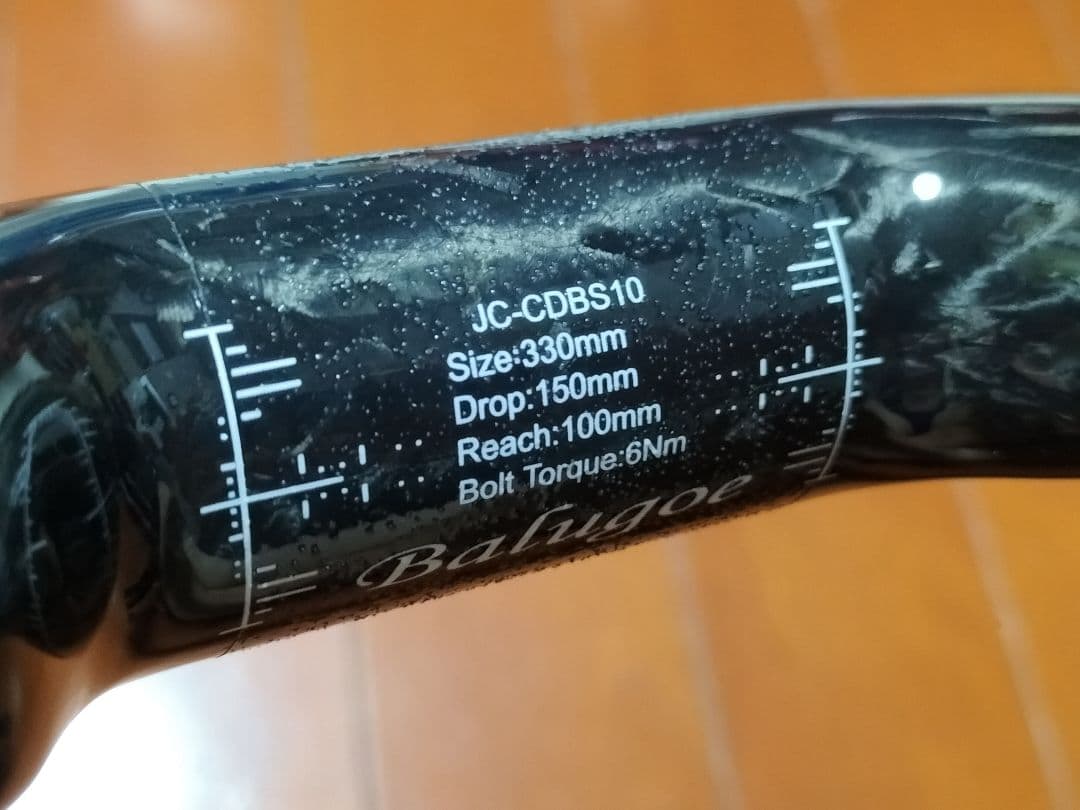 JC-CDBS10
Size:330mm
Drop:150mm
Reach:100mm
Bolt Torque:6Nm
Balugoe